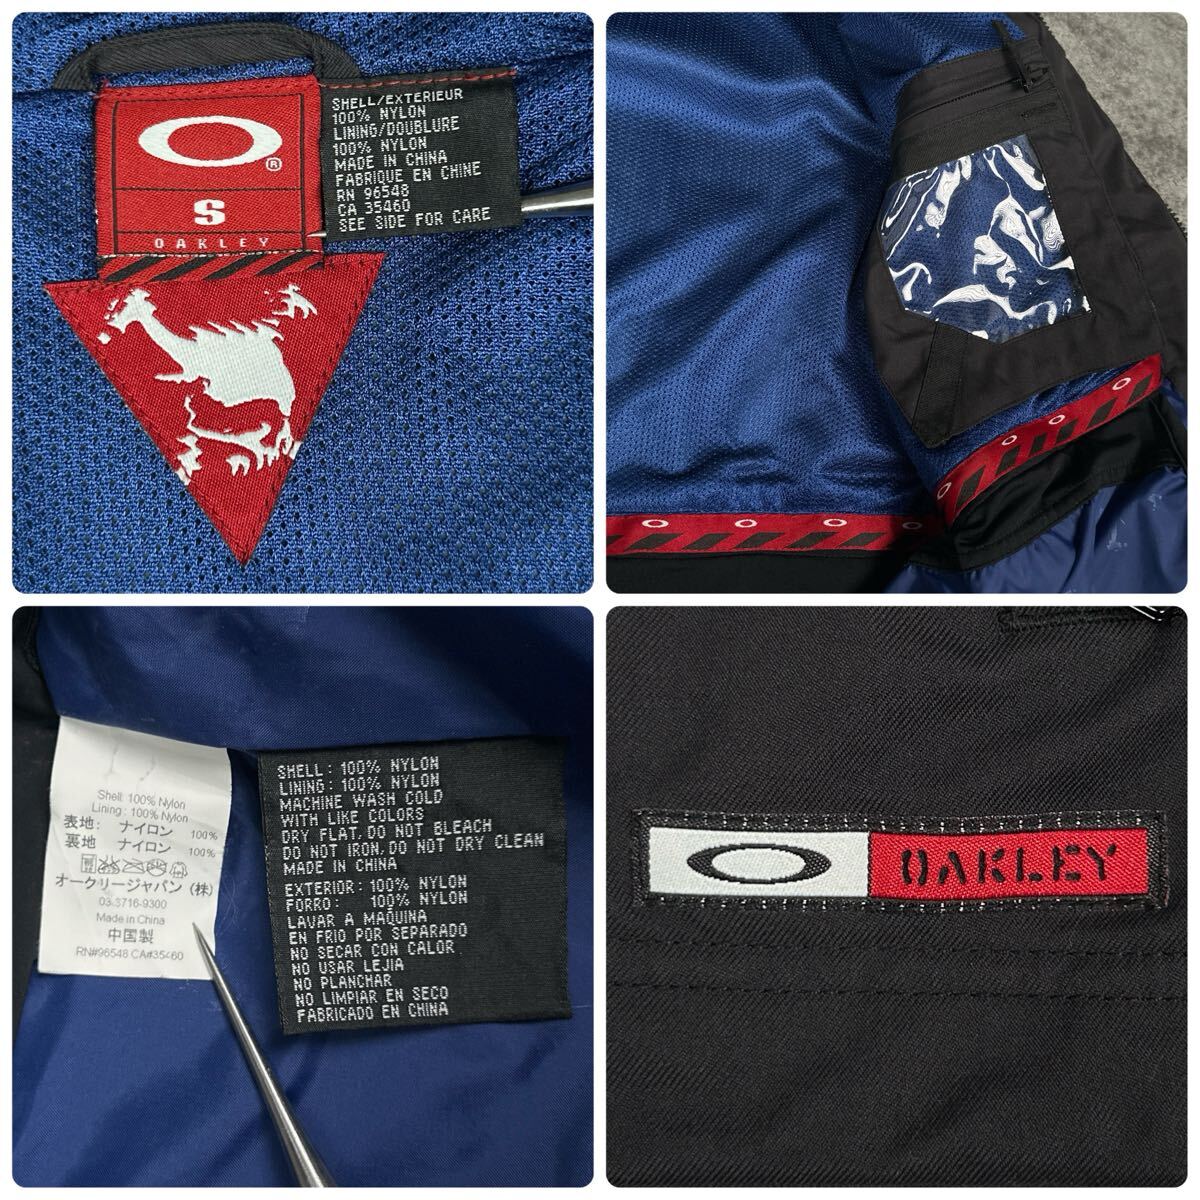 ®
S
OAKLEY
SHELL/EXTERIEUR
100% NYLON
LINING/DOUBLURE
100% NYLON
MADE IN CHINA
FABRIQUE EN CHINE
RN 96548
CA 35460
SEE SIDE FOR CARE
Shell: 100% Nylon
Lining : 100% Nylon
表地: ナイロン 100%
裏地 ナイロン 100%
オークリージャパン (株)
03-3716-9300
Made in China
中国製
RN#96548 CA#35460
SHELL: 100% NYLON
LINING: 100% NYLON
MACHINE WASH COLD
WITH LIKE COLORS
DRY FLAT. DO NOT BLEACH
DO NOT IRON. DO NOT DRY CLEAN
MADE IN CHINA
EXTERIOR: 100% NYLON
FORRO: 100% NYLON
LAVAR A MAQUINA
EN FRIO POR SEPARADO
NO SECAR CON CALOR
NO USAR LEJIA
NO PLANCHAR
NO LIMPIAR EN SECO
FABRICADO EN CHINA
OAKLEY